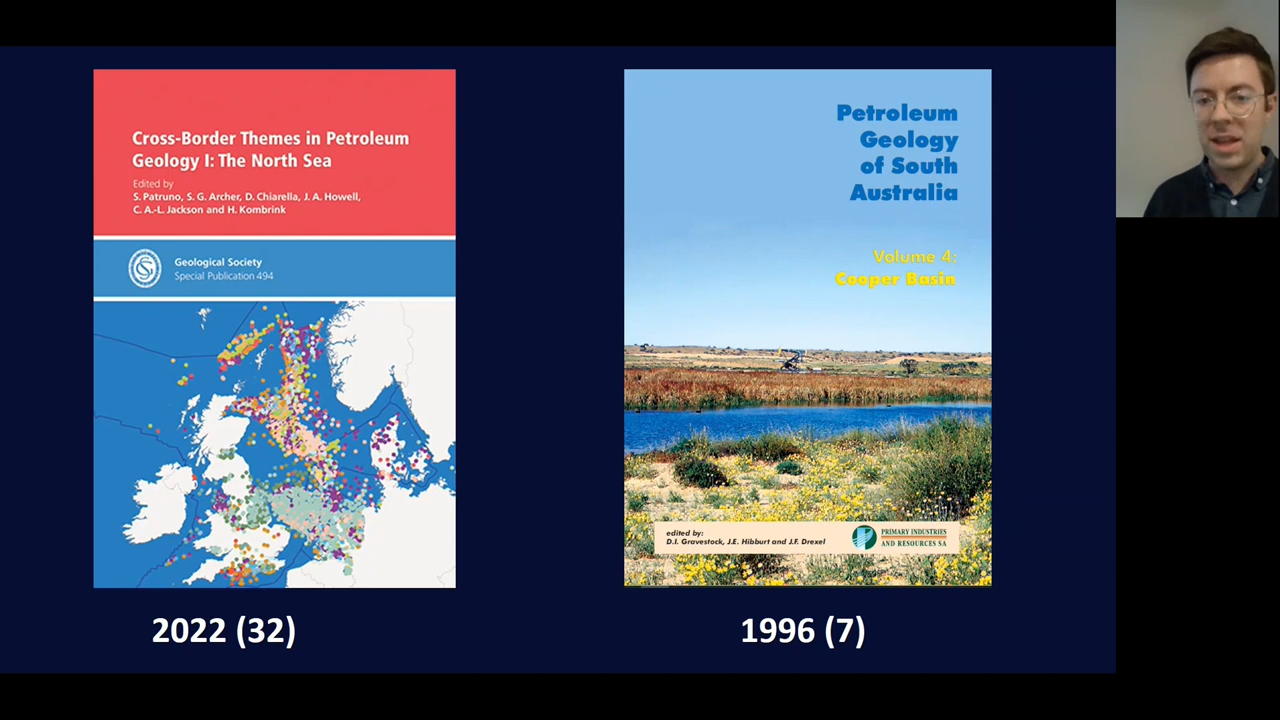 Cross-Border Themes in Petroleum
Geology I: The North Sea
Edited by
S. Patruno, S. G. Archer, D. Chiarella, J. A. Howell,
C. A.-L. Jackson and H. Kombrink
Geological Society
Special Publication 494
Petroleum
Geology
of South
Australia
Volume 4:
Cooper Basin
edited by:
D.I. Gravestock, J.E. Hibburt and J.F. Drexel
PRIMARY INDUSTRIES
AND RESOURCES SA
2022 (32)
1996 (7)